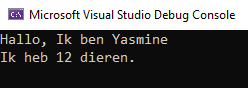 Microsoft Visual Studio Debug Console
Hallo, Ik ben Yasmine
Ik heb 12 dieren.